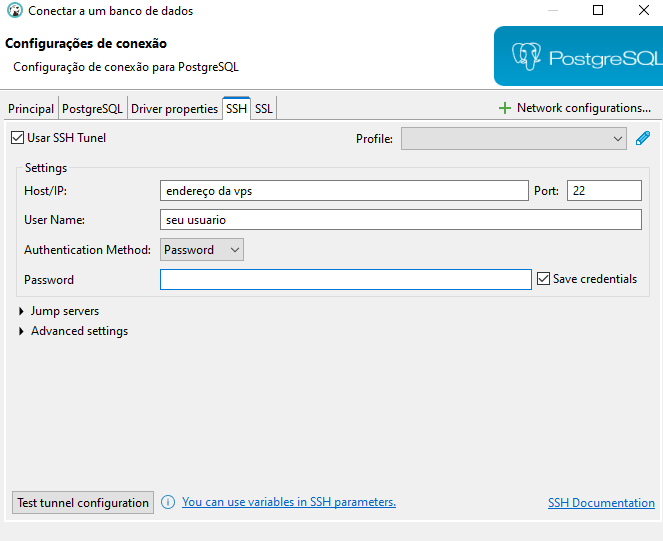 Conectar a um banco de dados
Configurações de conexão
Configuração de conexão para PostgreSQL
PostgreSQL
Principal PostgreSQL Driver properties SSH SSL Network configurations...
Usar SSH Tunel Profile:
Settings
Host/IP: endereço da vps Port: 22
User Name: seu usuario
Authentication Method: Password
Password Save credentials
Jump servers
Advanced settings
Test tunnel configuration You can use variables in SSH parameters. SSH Documentation